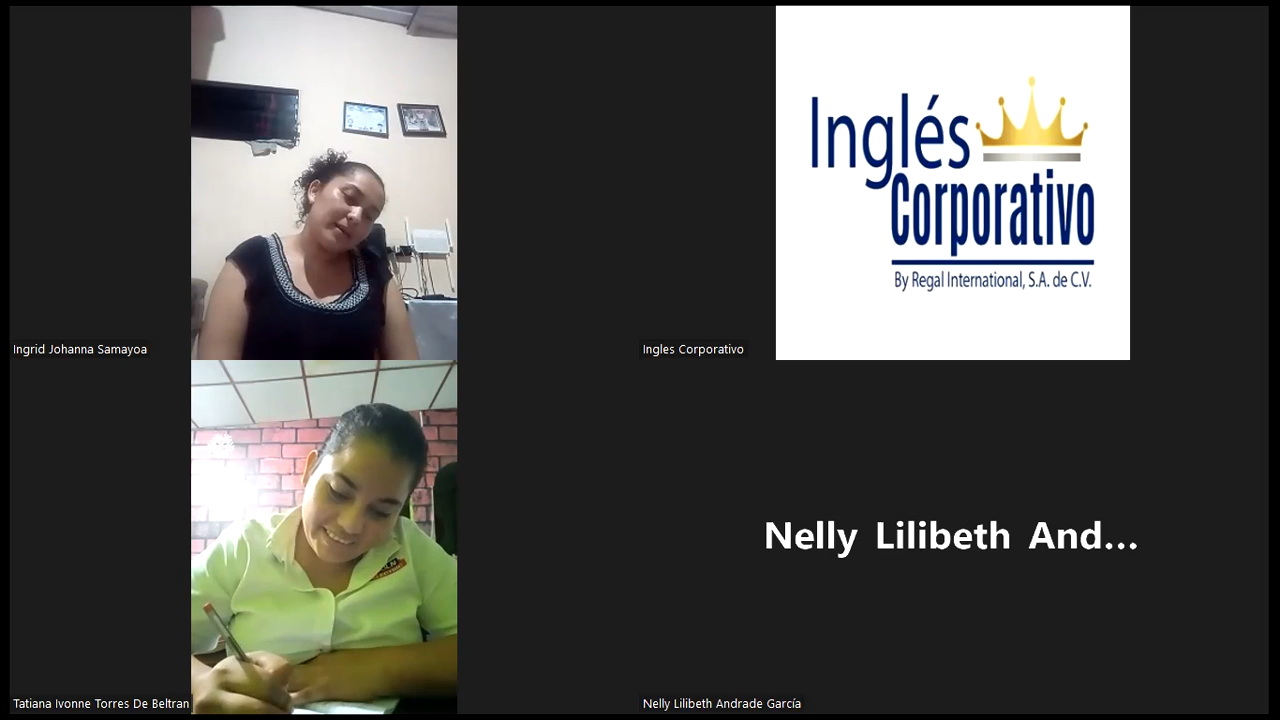 Inglés
Corporativo
By Regal International, S.A. de C.V.
Ingrid Johanna Samayoa
Ingles Corporativo
Nelly Lilibeth And...
Tatiana Ivonne Torres De Beltran
Nelly Lilibeth Andrade García